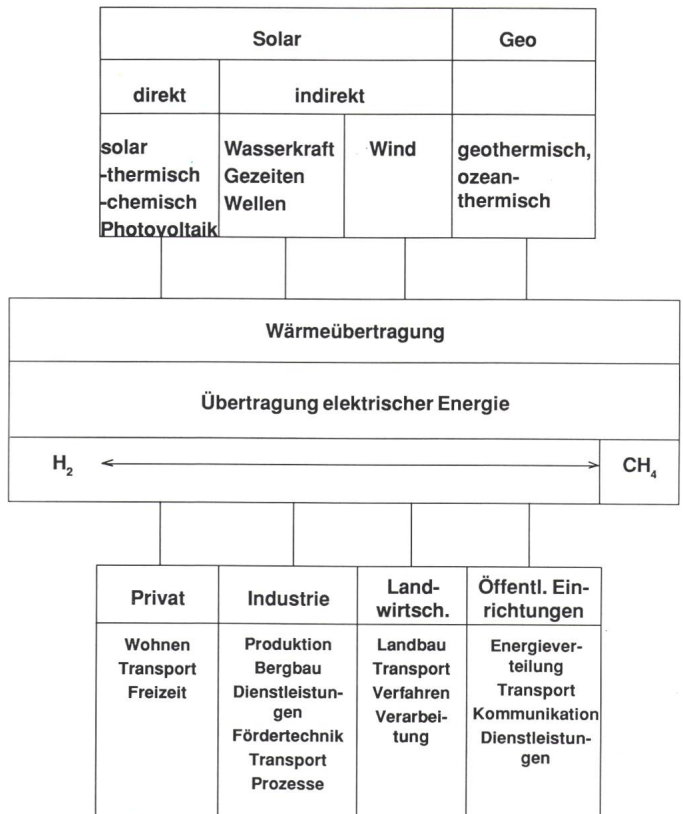 Solar Geo
direkt indirekt
solar
-thermisch
-chemisch
Photovoltaik
Wasserkraft
Gezeiten
Wellen
Wind
geothermisch,
ozean-
thermisch
Wärmeübertragung
Übertragung elektrischer Energie
H₂ CH₄
Privat
Wohnen
Transport
Freizeit
Industrie
Produktion
Bergbau
Dienstleistun-
gen
Fördertechnik
Transport
Prozesse
Land-
wirtsch.
Landbau
Transport
Verfahren
Verarbei-
tung
Öffentl. Ein-
richtungen
Energiever-
teilung
Transport
Kommunikation
Dienstleistun-
gen